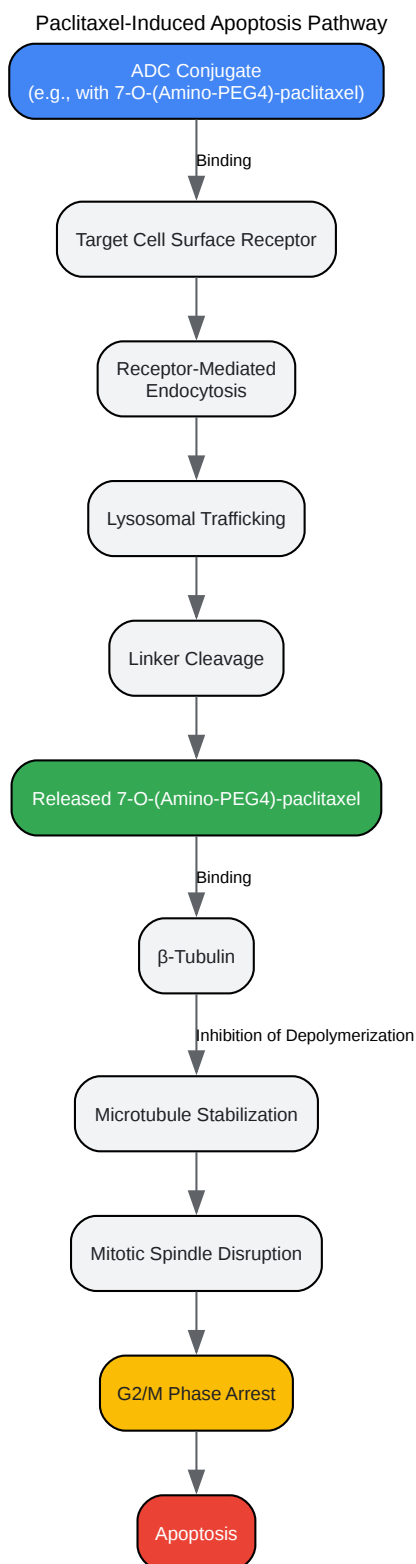 Paclitaxel-Induced Apoptosis Pathway
ADC Conjugate
(e.g., with 7-O-(Amino-PEG4)-paclitaxel)
Binding
Target Cell Surface Receptor
Receptor-Mediated
Endocytosis
Lysosomal Trafficking
Linker Cleavage
Released 7-O-(Amino-PEG4)-paclitaxel
Binding
β-Tubulin
Inhibition of Depolymerization
Microtubule Stabilization
Mitotic Spindle Disruption
G2/M Phase Arrest
Apoptosis